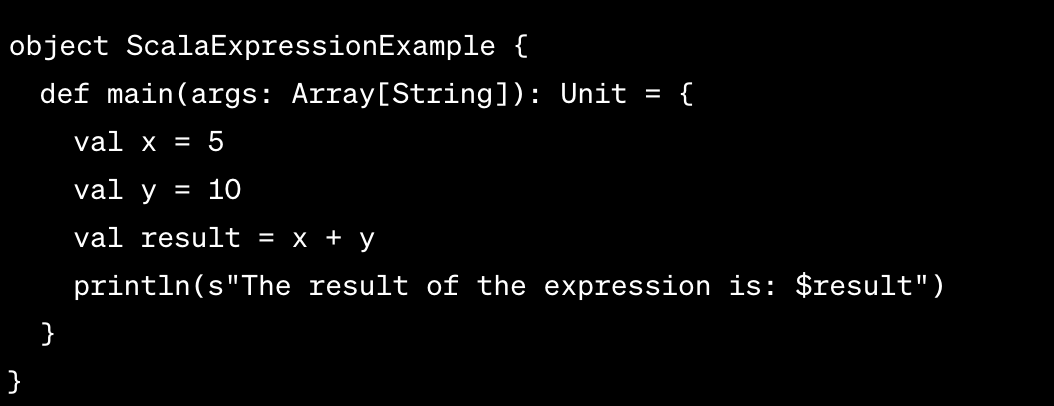 object ScalaExpressionExample {
  def main(args: Array[String]): Unit = {
    val x = 5
    val y = 10
    val result = x + y
    println(s"The result of the expression is: $result")
  }
}